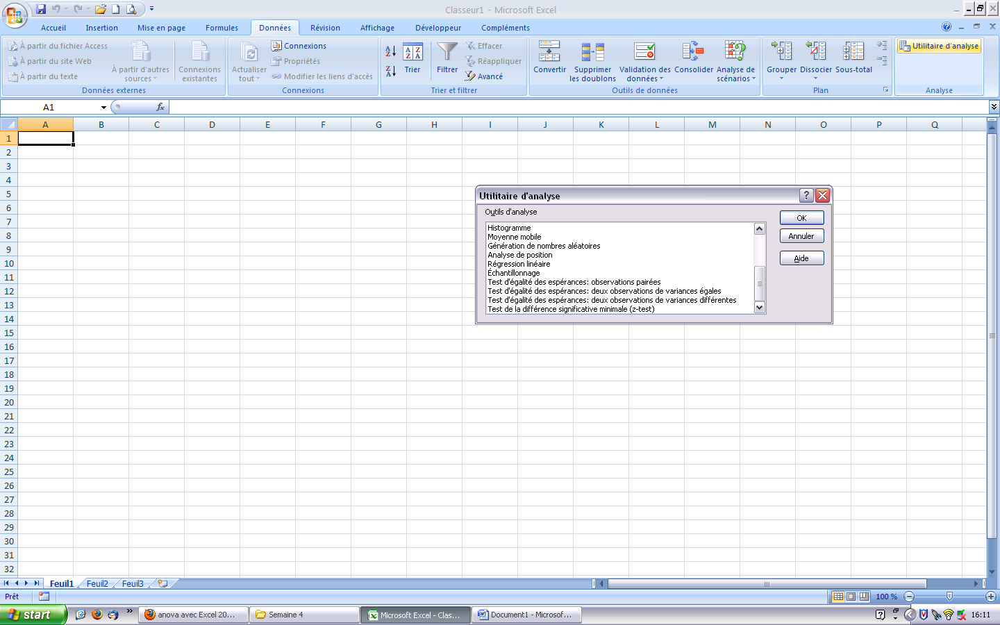 Classeur1 - Microsoft Excel
Accueil Insertion Mise en page Formules Données Révision Affichage Développeur Compléments
À partir du fichier Access
À partir du site Web
À partir du texte
À partir d'autres sources
Connexions existantes
Données externes
Actualiser tout
Connexions
Propriétés
Modifier les liens d'accès
Connexions
A Z
Z A
A Z Z A
Trier
Filtrer
Effacer
Réappliquer
Avancé
Trier et filtrer
Convertir
Supprimer les doublons
Validation des données
Consolider
Analyse de scénarios
Outils de données
Grouper
Dissocier
Sous-total
Plan
Utilitaire d'analyse
Analyse
A1
fx
A B C D E F G H I J K L M N O P Q
1
2
3
4
5
6
7
8
9
10
11
12
13
14
15
16
17
18
19
20
21
22
23
24
25
26
27
28
29
30
31
32
Utilitaire d'analyse
?
Outils d'analyse
Histogramme
Moyenne mobile
Génération de nombres aléatoires
Analyse de position
Régression linéaire
Échantillonnage
Test d'égalité des espérances: observations pairées
Test d'égalité des espérances: deux observations de variances égales
Test d'égalité des espérances: deux observations de variances différentes
Test de la différence significative minimale (z-test)
OK
Annuler
Aide
Feuil1 Feuil2 Feuil3
Prêt
100 %
start
anova avec Excel 20...
Semaine 4
Microsoft Excel - Clas...
Document1 - Microsof...
16:11